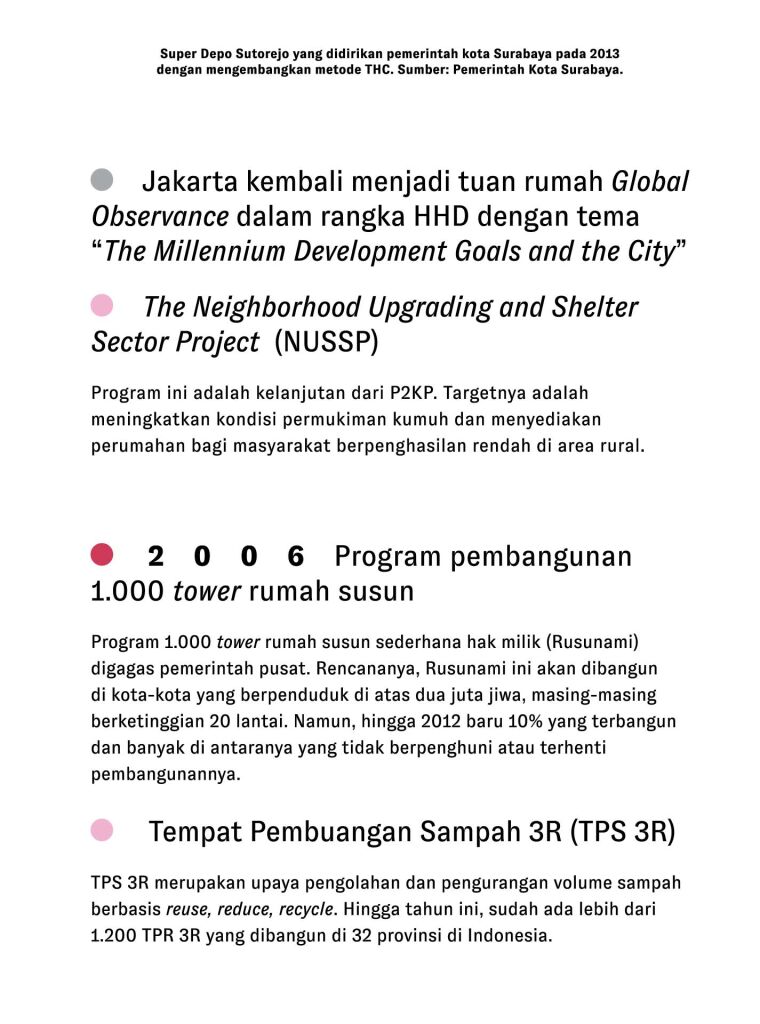 Super Depo Sutorejo yang didirikan pemerintah kota Surabaya pada 2013
dengan mengembangkan metode THC. Sumber: Pemerintah Kota Surabaya.
Jakarta kembali menjadi tuan rumah Global
Observance dalam rangka HHD dengan tema
“The Millennium Development Goals and the City”
The Neighborhood Upgrading and Shelter
Sector Project (NUSSP)
Program ini adalah kelanjutan dari P2KP. Targetnya adalah
meningkatkan kondisi permukiman kumuh dan menyediakan
perumahan bagi masyarakat berpenghasilan rendah di area rural.
2 0 0 6 Program pembangunan
1.000 tower rumah susun
Program 1.000 tower rumah susun sederhana hak milik (Rusunami)
digagas pemerintah pusat. Rencananya, Rusunami ini akan dibangun
di kota-kota yang berpenduduk di atas dua juta jiwa, masing-masing
berketinggian 20 lantai. Namun, hingga 2012 baru 10% yang terbangun
dan banyak di antaranya yang tidak berpenghuni atau terhenti
pembangunannya.
Tempat Pembuangan Sampah 3R (TPS 3R)
TPS 3R merupakan upaya pengolahan dan pengurangan volume sampah
berbasis reuse, reduce, recycle. Hingga tahun ini, sudah ada lebih dari
1.200 TPR 3R yang dibangun di 32 provinsi di Indonesia.